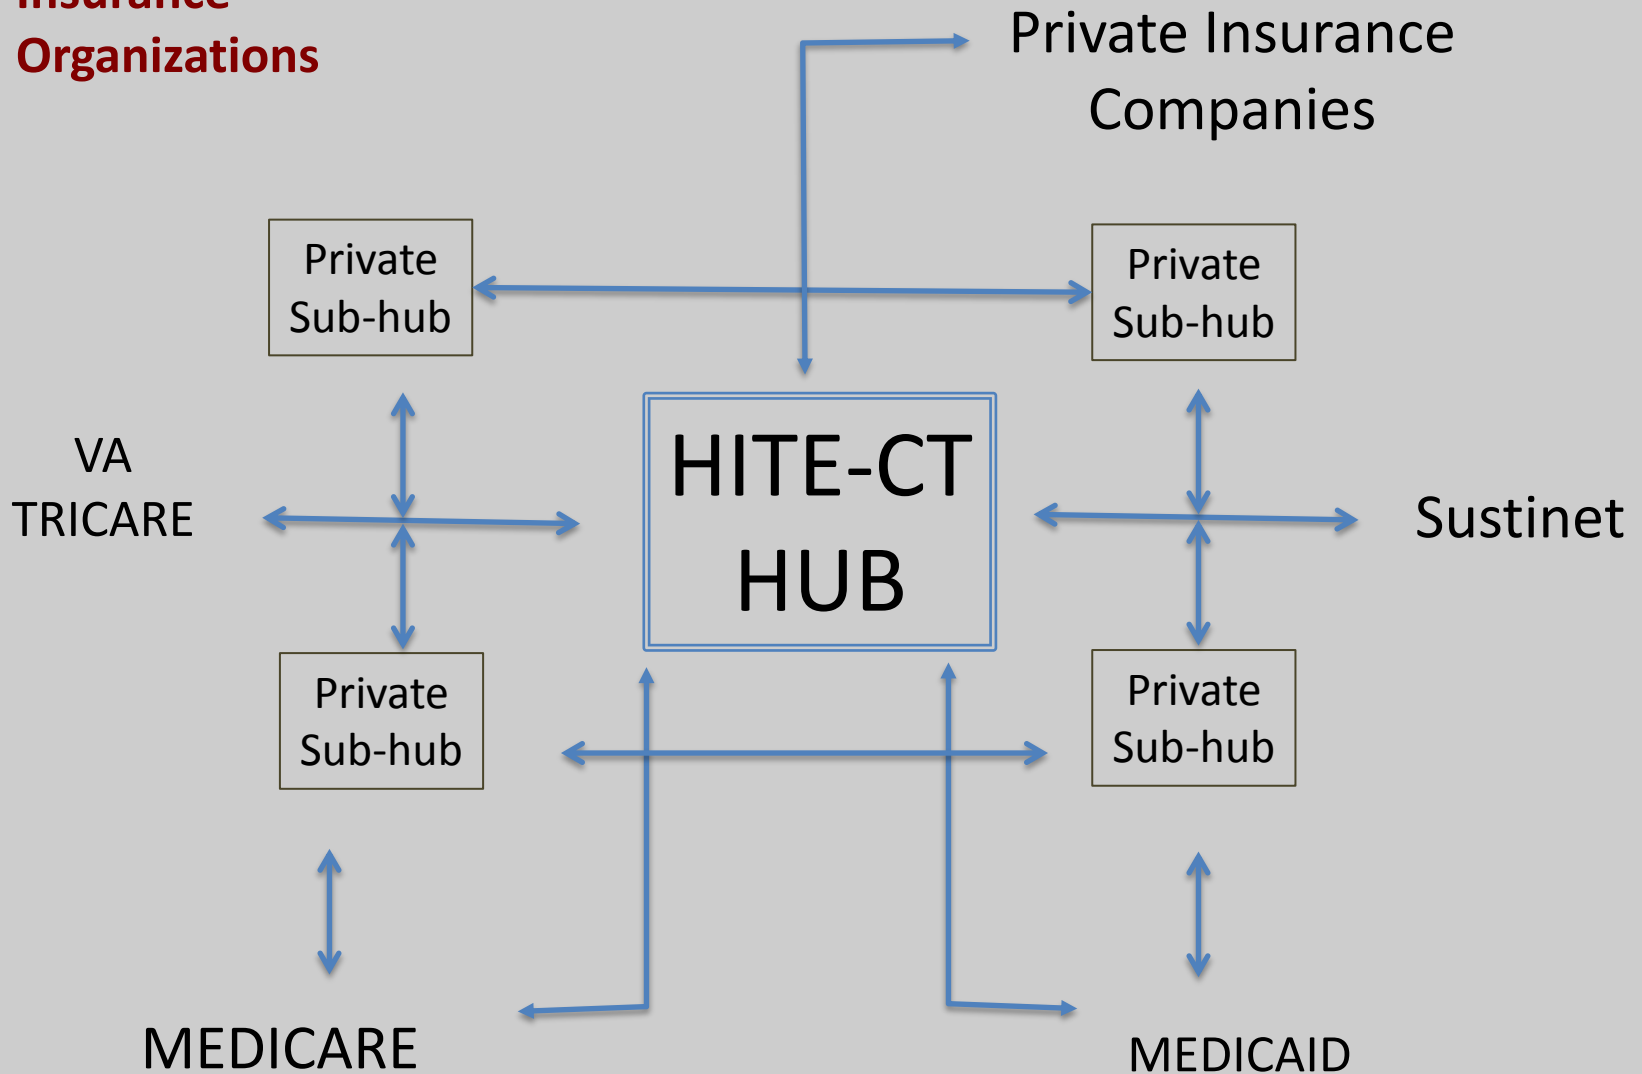 Insurance
Organizations
Private Insurance
Companies
Private
Sub-hub
Private
Sub-hub
VA
TRICARE
HITE-CT
HUB
Sustinet
Private
Sub-hub
Private
Sub-hub
MEDICARE
MEDICAID